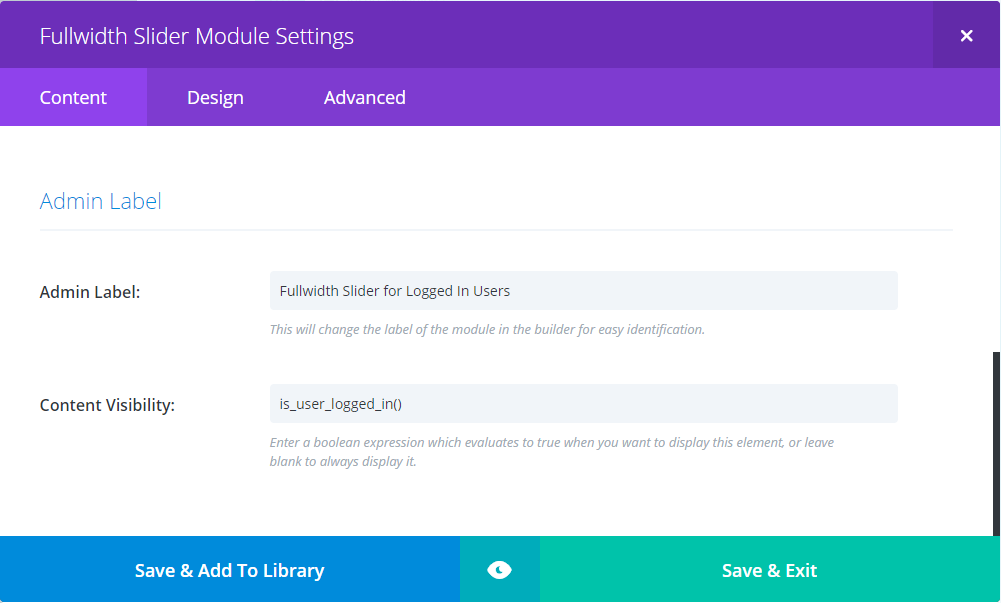 Fullwidth Slider Module Settings
Content Design Advanced
Admin Label
Admin Label: Fullwidth Slider for Logged In Users
This will change the label of the module in the builder for easy identification.
Content Visibility: is_user_logged_in()
Enter a boolean expression which evaluates to true when you want to display this element, or leave
blank to always display it.
Save & Add To Library Save & Exit